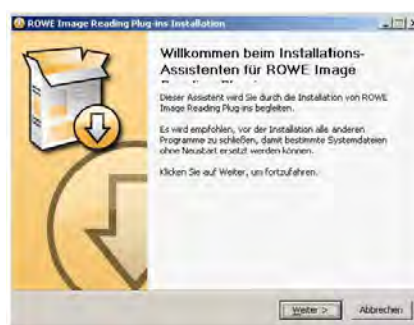 ROWE Image Reading Plug-ins Installation
Willkommen beim Installations-
Assistenten für ROWE Image
Dieser Assistent wird Sie durch die Installation von ROWE
Image Reading Plug-ins begleiten.
Es wird empfohlen, vor der Installation alle anderen
Programme zu schließen, damit bestimmte Systemdateien
ohne Neustart ersetzt werden können.
Klicken Sie auf Weiter, um fortzufahren.
Weiter >
Abbrechen